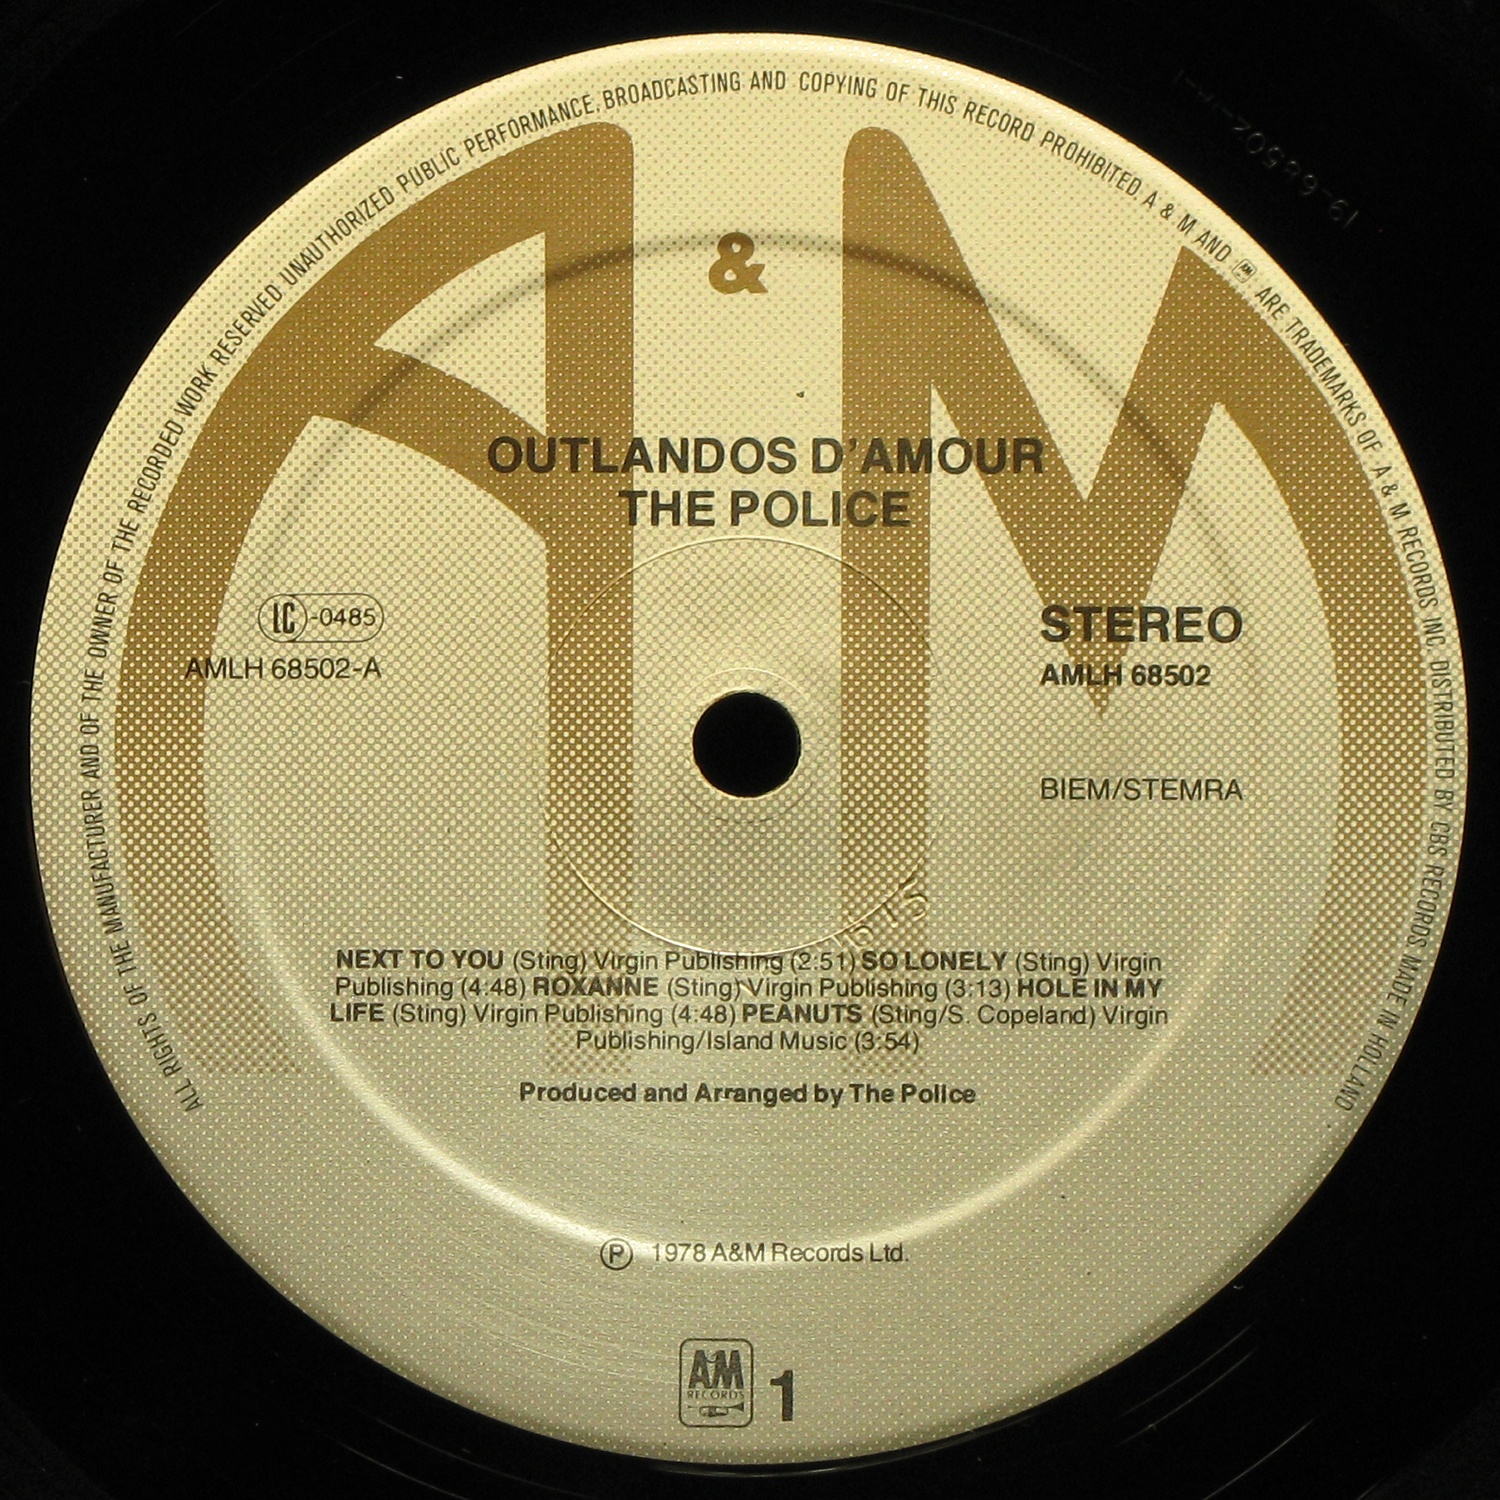 ALL RIGHTS OF THE MANUFACTURER AND OF THE OWNER OF THE RECORDED WORK RESERVED UNAUTHORIZED PUBLIC PERFORMANCE, BROADCASTING AND COPYING OF THIS RECORD PROHIBITED. A & M AND AM ARE TRADEMARKS OF A & M RECORDS INC. DISTRIBUTED BY CBS RECORDS MADE IN HOLLAND
A & M
OUTLANDOS D'AMOUR
THE POLICE
LC-0485
AMLH 68502-A
STEREO
AMLH 68502
BIEM/STEMRA
NEXT TO YOU (Sting) Virgin Publishing (2:51) SO LONELY (Sting) Virgin
Publishing (4:48) ROXANNE (Sting) Virgin Publishing (3:13) HOLE IN MY
LIFE (Sting) Virgin Publishing (4:48) PEANUTS (Sting/S. Copeland) Virgin
Publishing/Island Music (3:54)
Produced and Arranged by The Police
℗ 1978 A&M Records Ltd.
AM
RECORDS
1